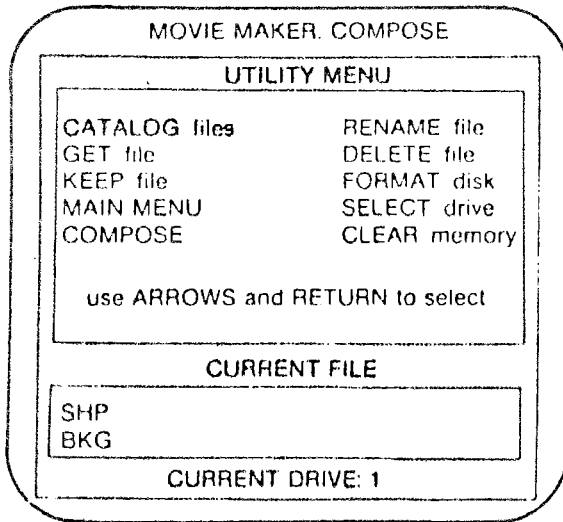 MOVIE MAKER. COMPOSE
UTILITY MENU
CATALOG files
GET file
KEEP file
MAIN MENU
COMPOSE
RENAME file
DELETE file
FORMAT disk
SELECT drive
CLEAR memory
use ARROWS and RETURN to select
CURRENT FILE
SHP
BKG
CURRENT DRIVE: 1